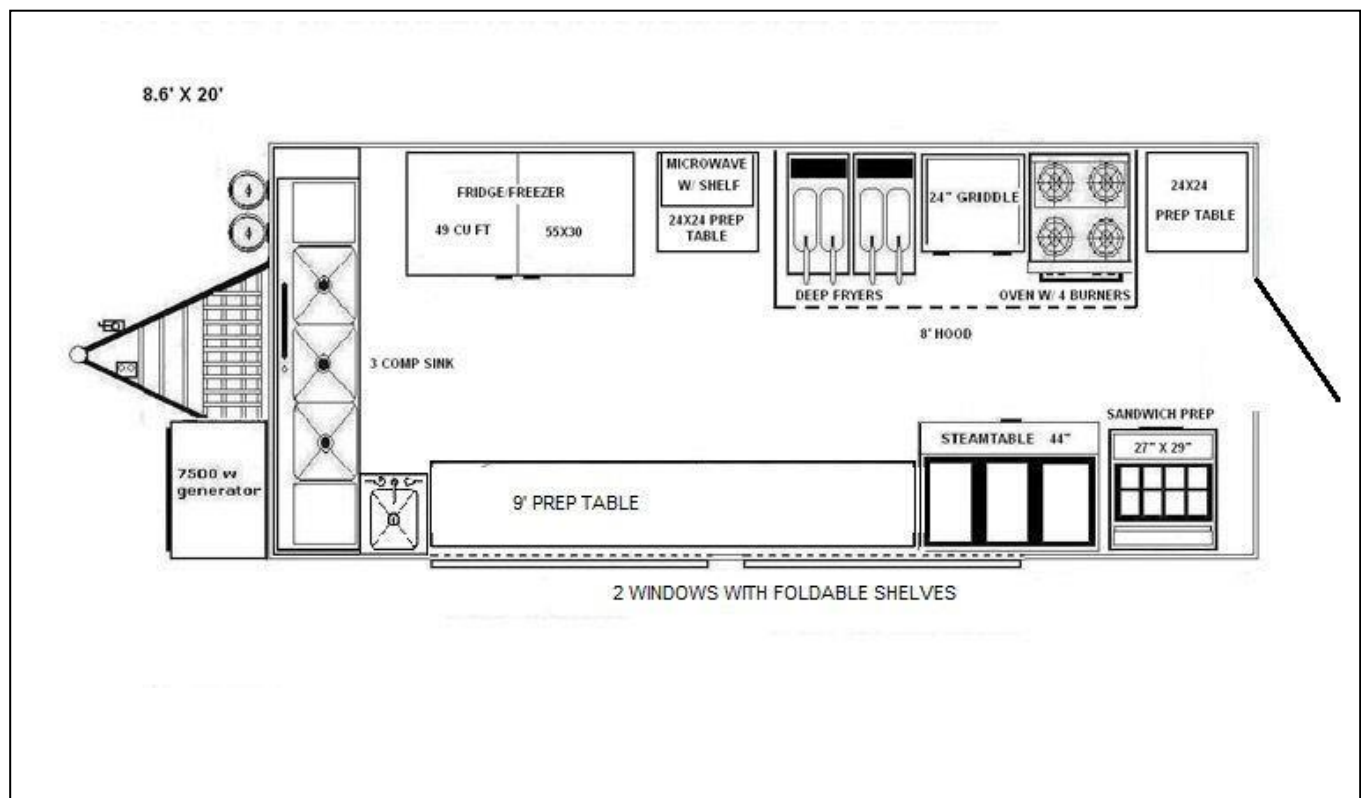 8.6' X 20'
MICROWAVE
W/ SHELF
24X24 PREP
TABLE
FRIDGE/FREEZER
49 CU FT
55X30
24" GRIDDLE
24X24
PREP TABLE
4
4
DEEP FRYERS
OVEN W/ 4 BURNERS
8' HOOD
3 COMP SINK
SANDWICH PREP
STEAMTABLE 44"
27" X 29"
7500 w
generator
9' PREP TABLE
2 WINDOWS WITH FOLDABLE SHELVES